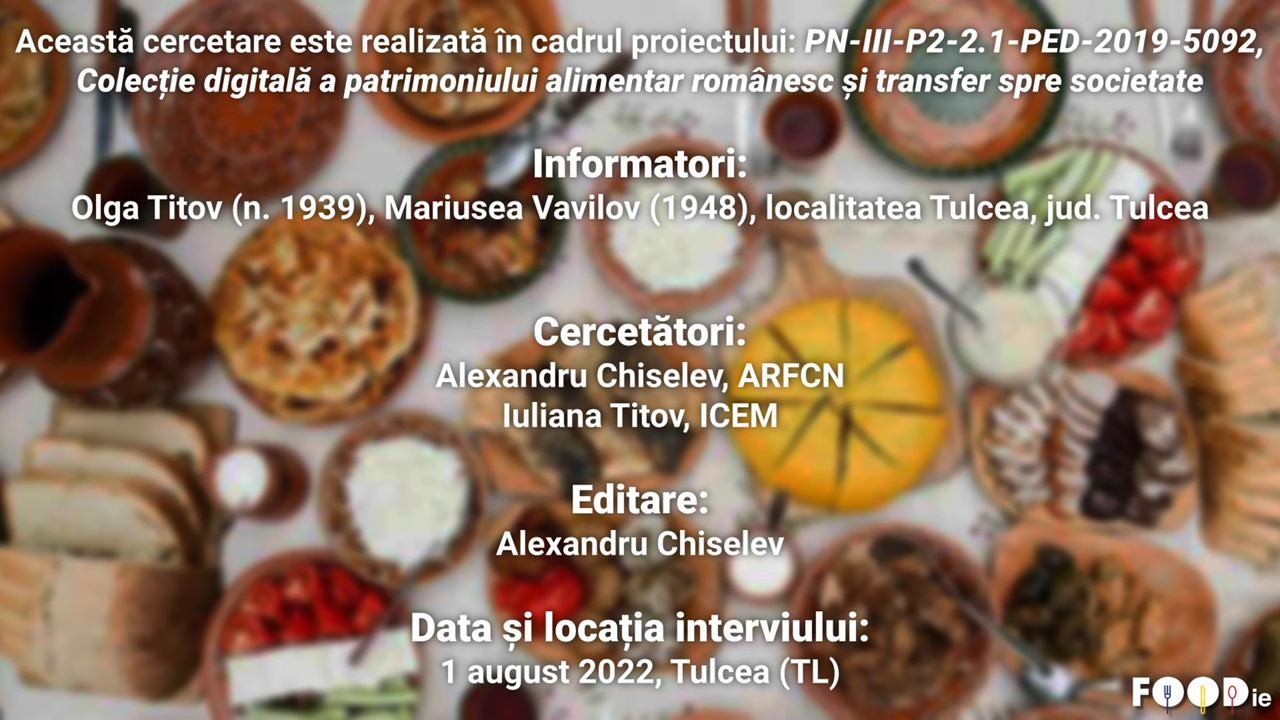 Această cercetare este realizată în cadrul proiectului: PN-III-P2-2.1-PED-2019-5092,
Colecție digitală a patrimoniului alimentar românesc și transfer spre societate
Informatori:
Olga Titov (n. 1939), Mariusea Vavilov (1948), localitatea Tulcea, jud. Tulcea
Cercetători:
Alexandru Chiselev, ARFCN
Iuliana Titov, ICEM
Editare:
Alexandru Chiselev
Data și locația interviului:
1 august 2022, Tulcea (TL)
FOODie